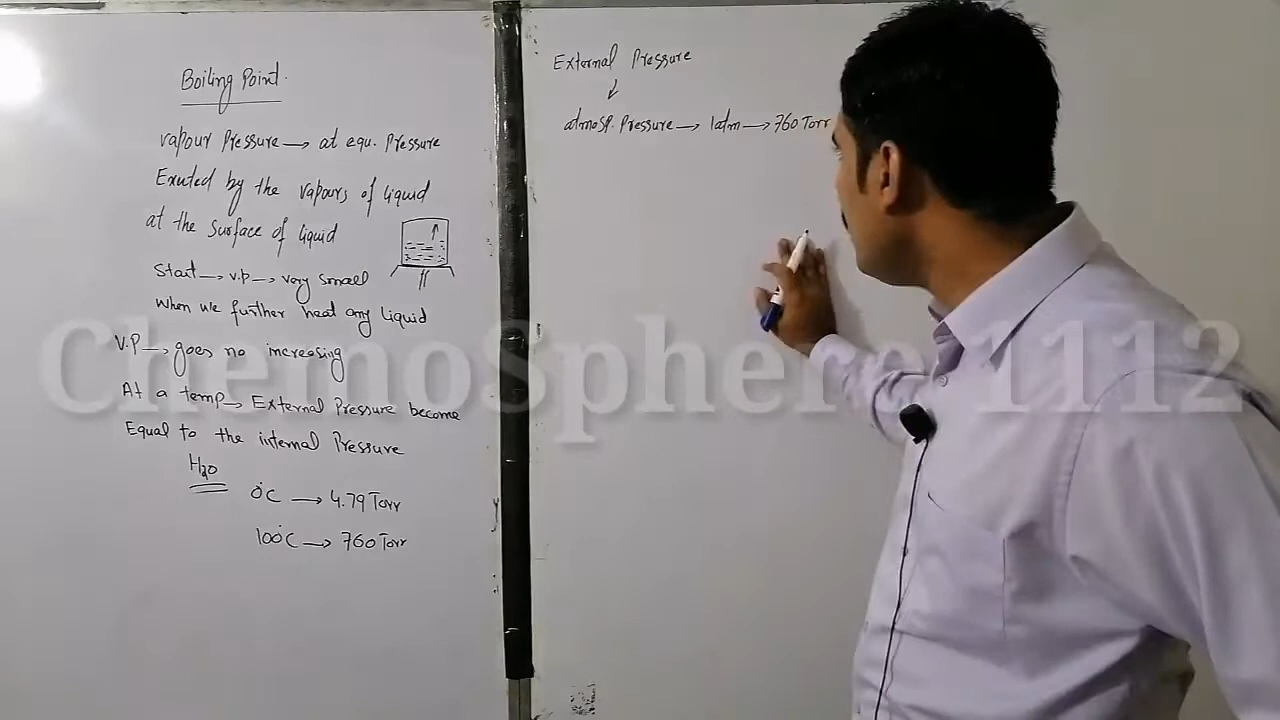 Boiling Point.
Vapour Pressure → at equ. Pressure
Exuted by the vapours of liquid
at the surface of liquid
Start → v.p → very small
When we further heat any liquid
V.P → goes no increasing
At a temp → External Pressure become
Equal to the internal Pressure
H2O
0°C → 4.79 Torr
100°C → 760 Torr
External Pressure
↓
atmosp. Pressure → 1atm → 760 Torr
ChemoSphere 1112